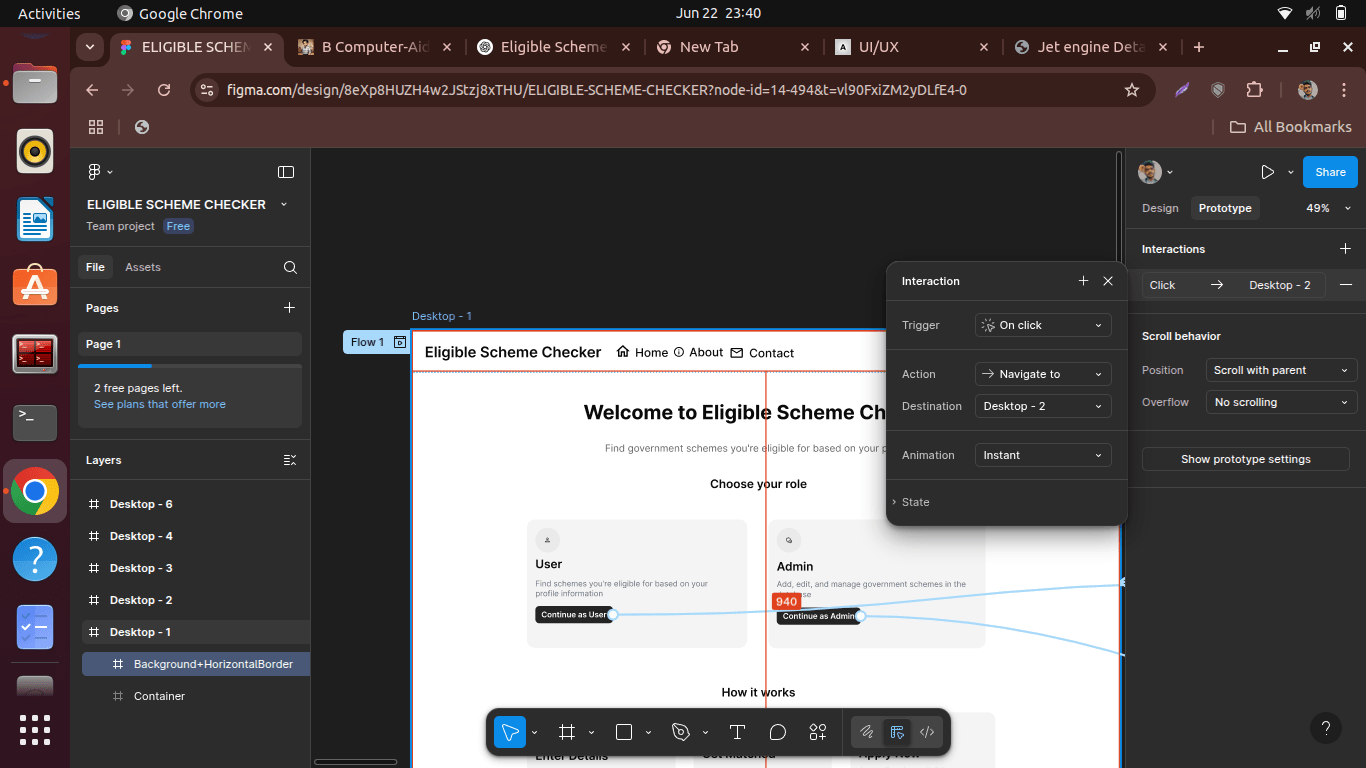 Activities
Google Chrome
Jun 22 23:40
ELIGIBLE SCHEM
B Computer-Aid
Eligible Scheme
New Tab
UI/UX
Jet engine Deta
figma.com/design/8eXp8HUZH4w2JStzj8xTHU/ELIGIBLE-SCHEME-CHECKER?node-id=14-494&t=vl90FxiZM2yDLfE4-0
All Bookmarks
ELIGIBLE SCHEME CHECKER
Team project Free
File Assets
Pages
Page 1
2 free pages left.
See plans that offer more
Layers
Desktop - 6
Desktop - 4
Desktop - 3
Desktop - 2
Desktop - 1
Background+HorizontalBorder
Container
Desktop - 1
Flow 1
Eligible Scheme Checker Home About Contact
Welcome to Eligible Scheme Ch
Find government schemes you're eligible for based on your p
Choose your role
User
Find schemes you're eligible for based on your
profile information
Continue as User
Admin
Add, edit, and manage government schemes in the
940
Continue as Admin
How it works
Enter Details
Get Matched
Apply Now
Interaction
Trigger On click
Action Navigate to
Destination Desktop - 2
Animation Instant
State
Share
Design Prototype 49%
Interactions
Click → Desktop - 2
Scroll behavior
Position Scroll with parent
Overflow No scrolling
Show prototype settings
?